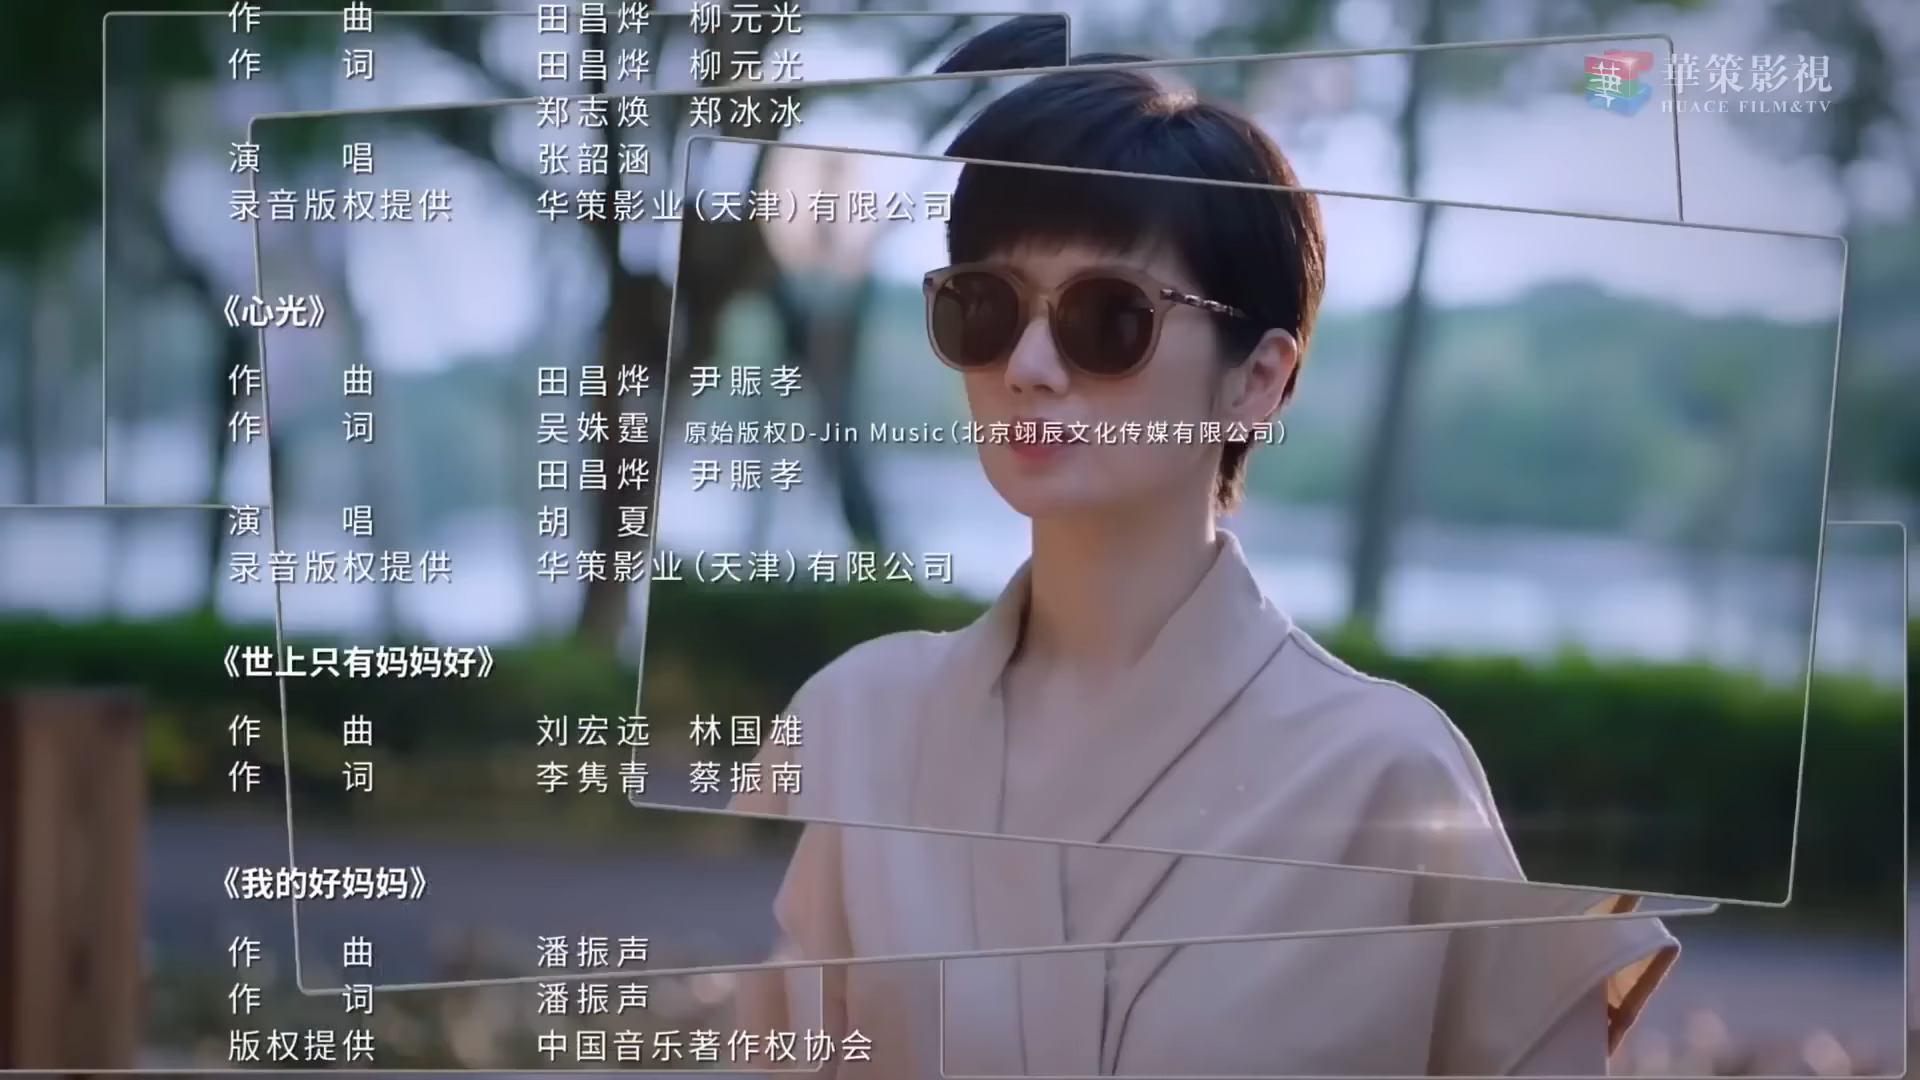 作曲 田昌烨 柳元光
作词 田昌烨 柳元光
郑志焕 郑冰冰
演唱 张韶涵
录音版权提供 华策影业(天津)有限公司
華策影視
HUACE FILM&TV
《心光》
作曲 田昌烨 尹賑孝
作词 吴姝霆 原始版权D-Jin Music(北京翊辰文化传媒有限公司)
田昌烨 尹賑孝
演唱 胡夏
录音版权提供 华策影业(天津)有限公司
《世上只有妈妈好》
作曲 刘宏远 林国雄
作词 李隽青 蔡振南
《我的好妈妈》
作曲 潘振声
作词 潘振声
版权提供 中国音乐著作权协会